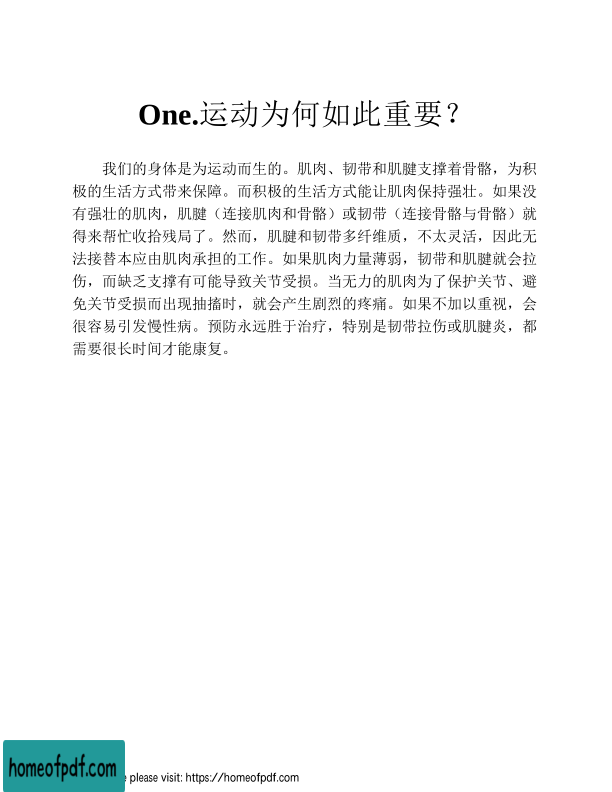 One.运动为何如此重要？
我们的身体是为运动而生的。肌肉、韧带和肌腱支撑着骨骼，为积
极的生活方式带来保障。而积极的生活方式能让肌肉保持强壮。如果没
有强壮的肌肉，肌腱（连接肌肉和骨骼）或韧带（连接骨骼与骨骼）就
得来帮忙收拾残局了。然而，肌腱和韧带多纤维质，不太灵活，因此无
法接替本应由肌肉承担的工作。如果肌肉力量薄弱，韧带和肌腱就会拉
伤，而缺乏支撑有可能导致关节受损。当无力的肌肉为了保护关节、避
免关节受损而出现抽搐时，就会产生剧烈的疼痛。如果不加以重视，会
很容易引发慢性病。预防永远胜于治疗，特别是韧带拉伤或肌腱炎，都
需要很长时间才能康复。
homeofpdf.com
please visit: https://homeofpdf.com